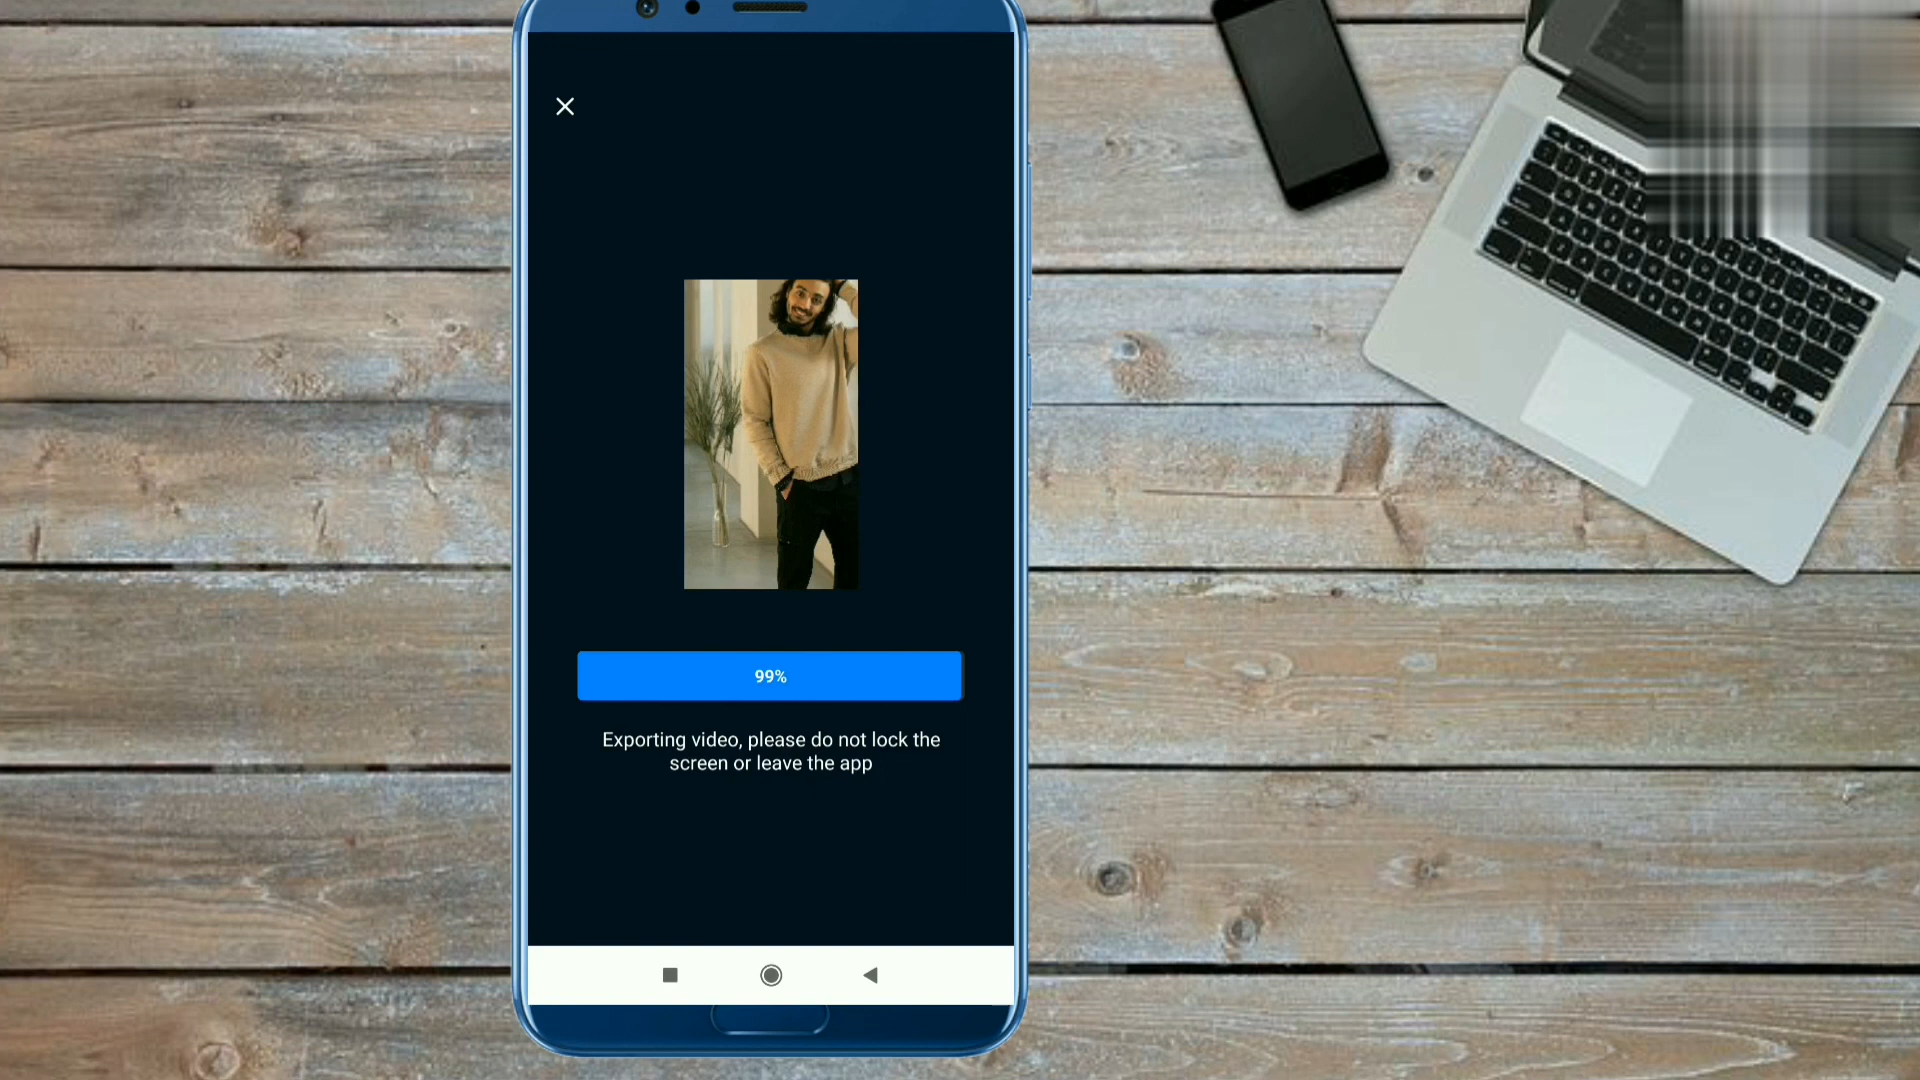 99%
Exporting video, please do not lock the
screen or leave the app